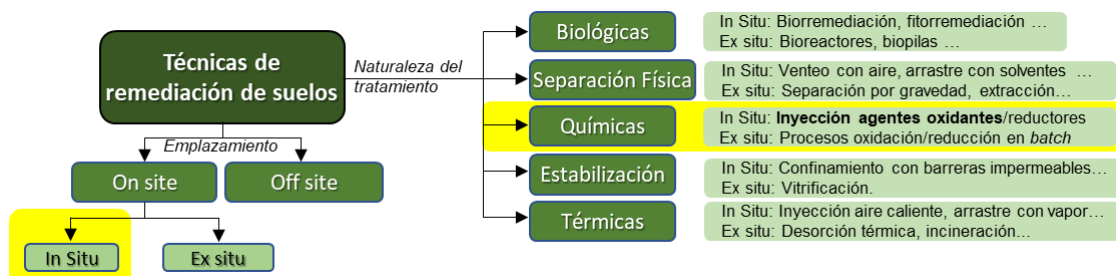 Técnicas de
remediación de suelos
Naturaleza del
tratamiento
Emplazamiento
On site
Off site
In Situ
Ex situ
Biológicas
In Situ: Biorremediación, fitorremediación …
Ex situ: Bioreactores, biopilas …
Separación Física
In Situ: Venteo con aire, arrastre con solventes …
Ex situ: Separación por gravedad, extracción…
Químicas
In Situ: Inyección agentes oxidantes/reductores
Ex situ: Procesos oxidación/reducción en batch
Estabilización
In Situ: Confinamiento con barreras impermeables…
Ex situ: Vitrificación.
Térmicas
In Situ: Inyección aire caliente, arrastre con vapor…
Ex situ: Desorción térmica, incineración…